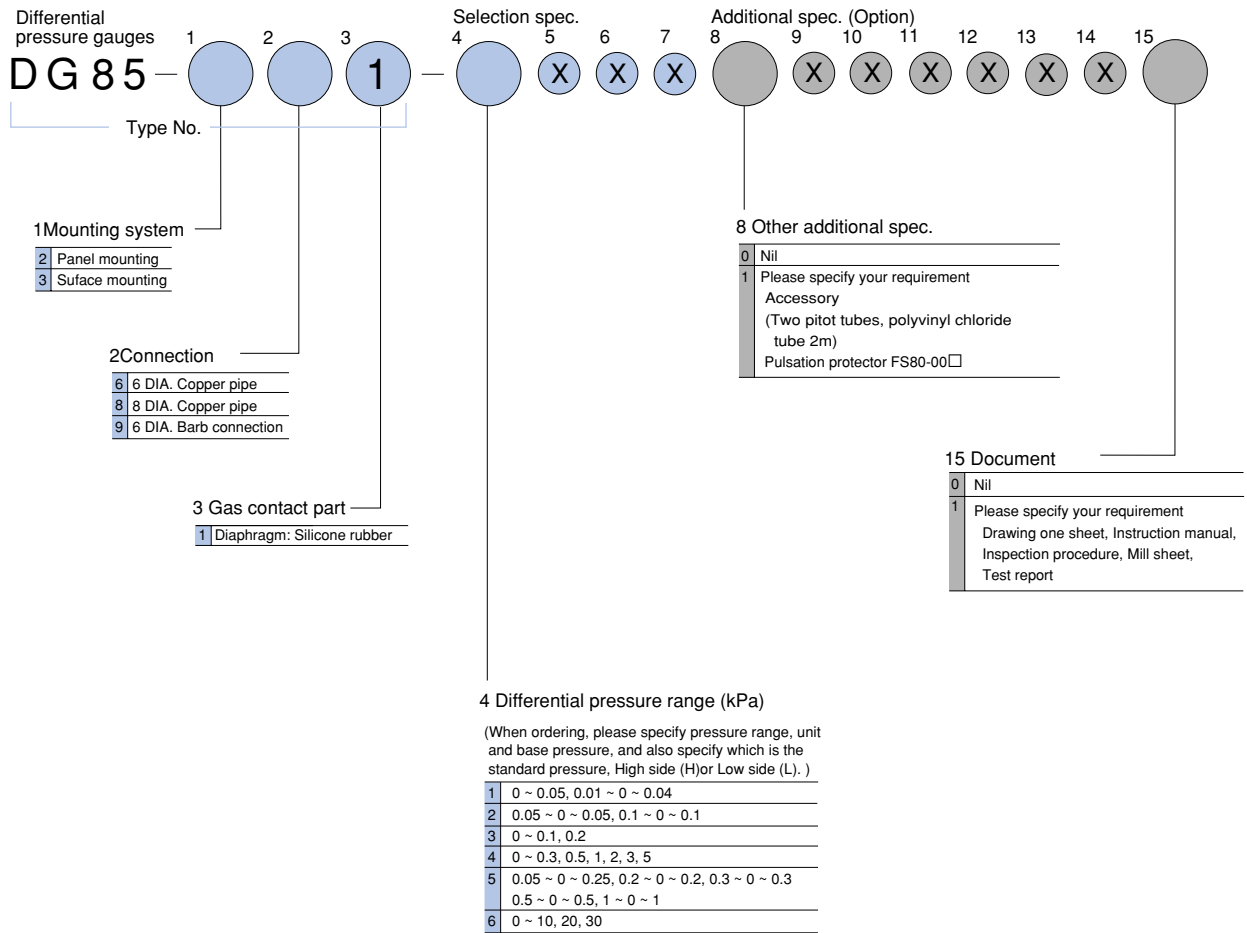 Differential
pressure gauges
Selection spec.
Additional spec. (Option)
1 2 3 4 5 6 7 8 9 10 11 12 13 14 15
DG85 – 1 – X X X X X X X X X
Type No.
1Mounting system
2 Panel mounting
3 Suface mounting
2Connection
6 6 DIA. Copper pipe
8 8 DIA. Copper pipe
9 6 DIA. Barb connection
3 Gas contact part
1 Diaphragm: Silicone rubber
4 Differential pressure range (kPa)
(When ordering, please specify pressure range, unit
and base pressure, and also specify which is the
standard pressure, High side (H)or Low side (L). )
1 0 ~ 0.05, 0.01 ~ 0 ~ 0.04
2 0.05 ~ 0 ~ 0.05, 0.1 ~ 0 ~ 0.1
3 0 ~ 0.1, 0.2
4 0 ~ 0.3, 0.5, 1, 2, 3, 5
5 0.05 ~ 0 ~ 0.25, 0.2 ~ 0 ~ 0.2, 0.3 ~ 0 ~ 0.3
0.5 ~ 0 ~ 0.5, 1 ~ 0 ~ 1
6 0 ~ 10, 20, 30
8 Other additional spec.
0 Nil
1 Please specify your requirement
Accessory
(Two pitot tubes, polyvinyl chloride
tube 2m)
Pulsation protector FS80-00□
15 Document
0 Nil
1 Please specify your requirement
Drawing one sheet, Instruction manual,
Inspection procedure, Mill sheet,
Test report